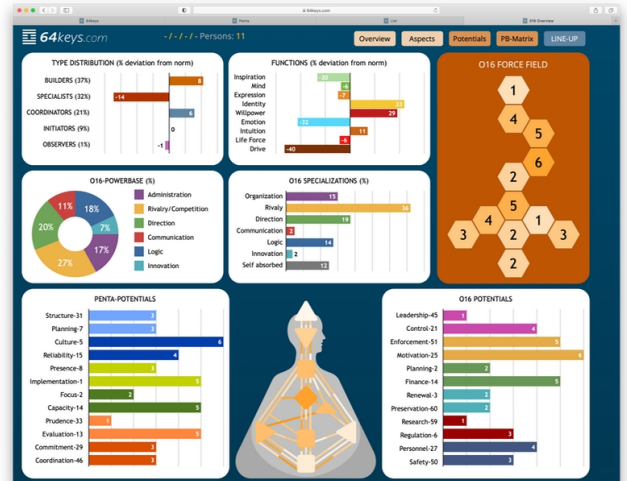 64keys.com
64keys
Penta
List
O16 Overview
64keys.com
- / - / - / - Persons: 11
Overview
Aspects
Potentials
PB-Matrix
LINE-UP
TYPE DISTRIBUTION (% deviation from norm)
BUILDERS (37%) 8
SPECIALISTS (32%) -14
COORDINATORS (21%) 6
INITIATORS (9%) 0
OBSERVERS (1%) -1
FUNCTIONS (% deviation from norm)
Inspiration -20
Mind -6
Expression -7
Identity 33
Willpower 29
Emotion -32
Intuition 11
Life Force -6
Drive -40
O16 FORCE FIELD
1
4
5
6
2
5
4 1
3 2 3
2
O16-POWERBASE (%)
11%
18%
7%
17%
27%
20%
Administration
Rivalry/Competition
Direction
Communication
Logic
Innovation
O16 SPECIALIZATIONS (%)
Organization 15
Rivaly 36
Direction 19
Communication 2
Logic 14
Innovation 2
Self absorbed 12
PENTA-POTENTIALS
Structure-31 3
Planning-7 3
Culture-5 6
Reliability-15 4
Presence-8 3
Implementation-1 5
Focus-2 2
Capacity-14 5
Prudence-33 1
Evaluation-13 5
Commitment-29 3
Coordination-46 3
O16 POTENTIALS
Leadership-45 1
Control-21 4
Enforcement-51 5
Motivation-25 6
Planning-2 2
Finance-14 5
Renewal-3 2
Preservation-60 2
Research-59 1
Regulation-6 3
Personnel-27 4
Safety-50 3